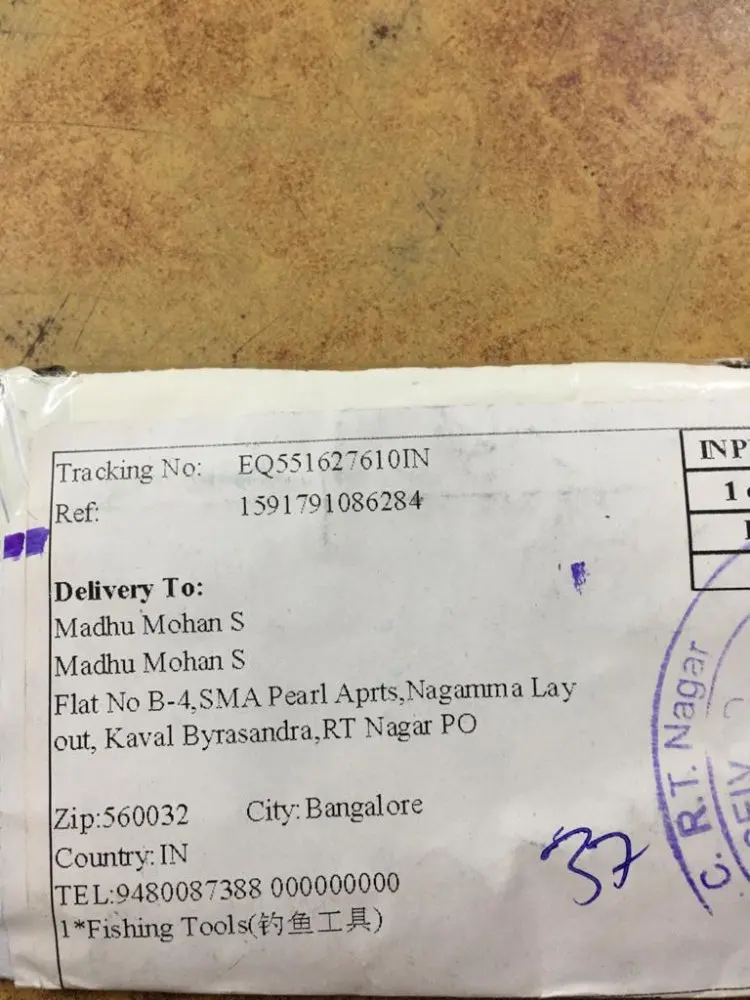 Tracking No: EQ551627610IN
Ref: 1591791086284
INP
1
Delivery To:
Madhu Mohan S
Madhu Mohan S
Flat No B-4,SMA Pearl Aprts,Nagamma Lay
out, Kaval Byrasandra,RT Nagar PO
Zip:560032 City:Bangalore
Country:IN
TEL:9480087388 000000000
1*Fishing Tools(钓鱼工具)
37
C. R.T. Nagar